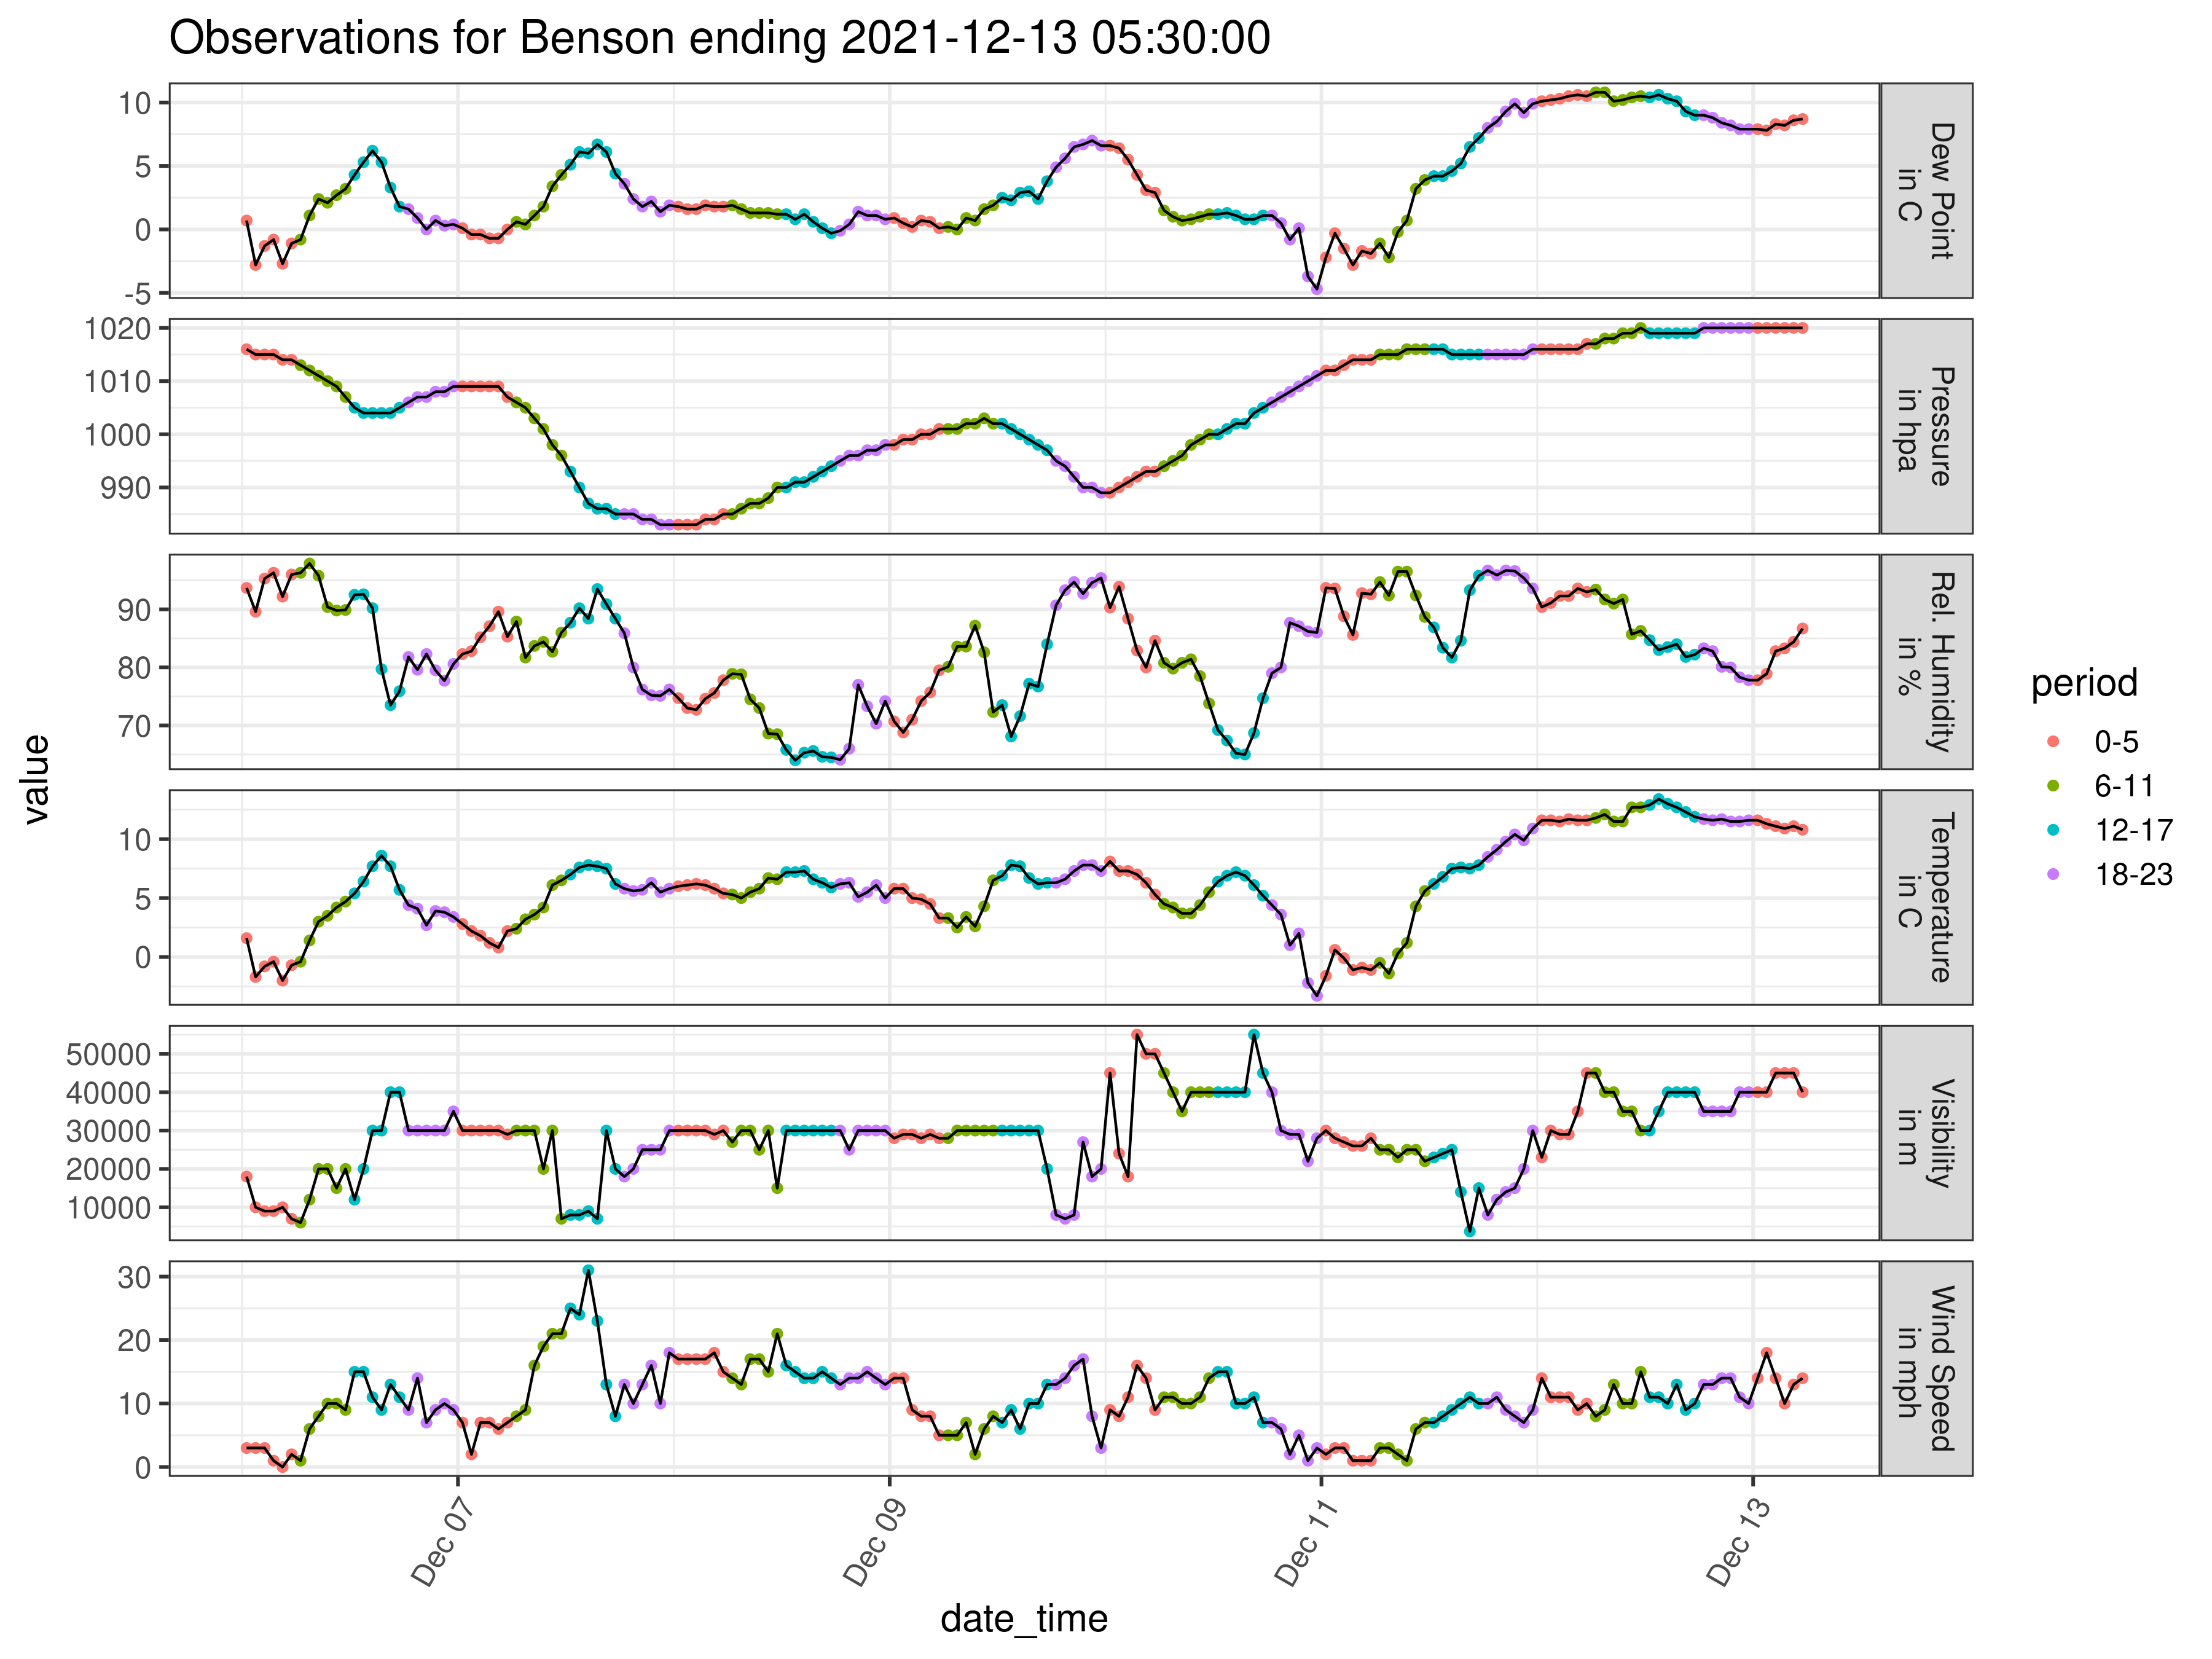 Observations for Benson ending 2021-12-13 05:30:00
value
10
5
0
-5
Dew Point
in C
1020
1010
1000
990
Pressure
in hpa
90
80
70
Rel. Humidity
in %
10
5
0
Temperature
in C
50000
40000
30000
20000
10000
Visibility
in m
30
20
10
0
Wind Speed
in mph
Dec 07
Dec 09
Dec 11
Dec 13
date_time
period
0-5
6-11
12-17
18-23